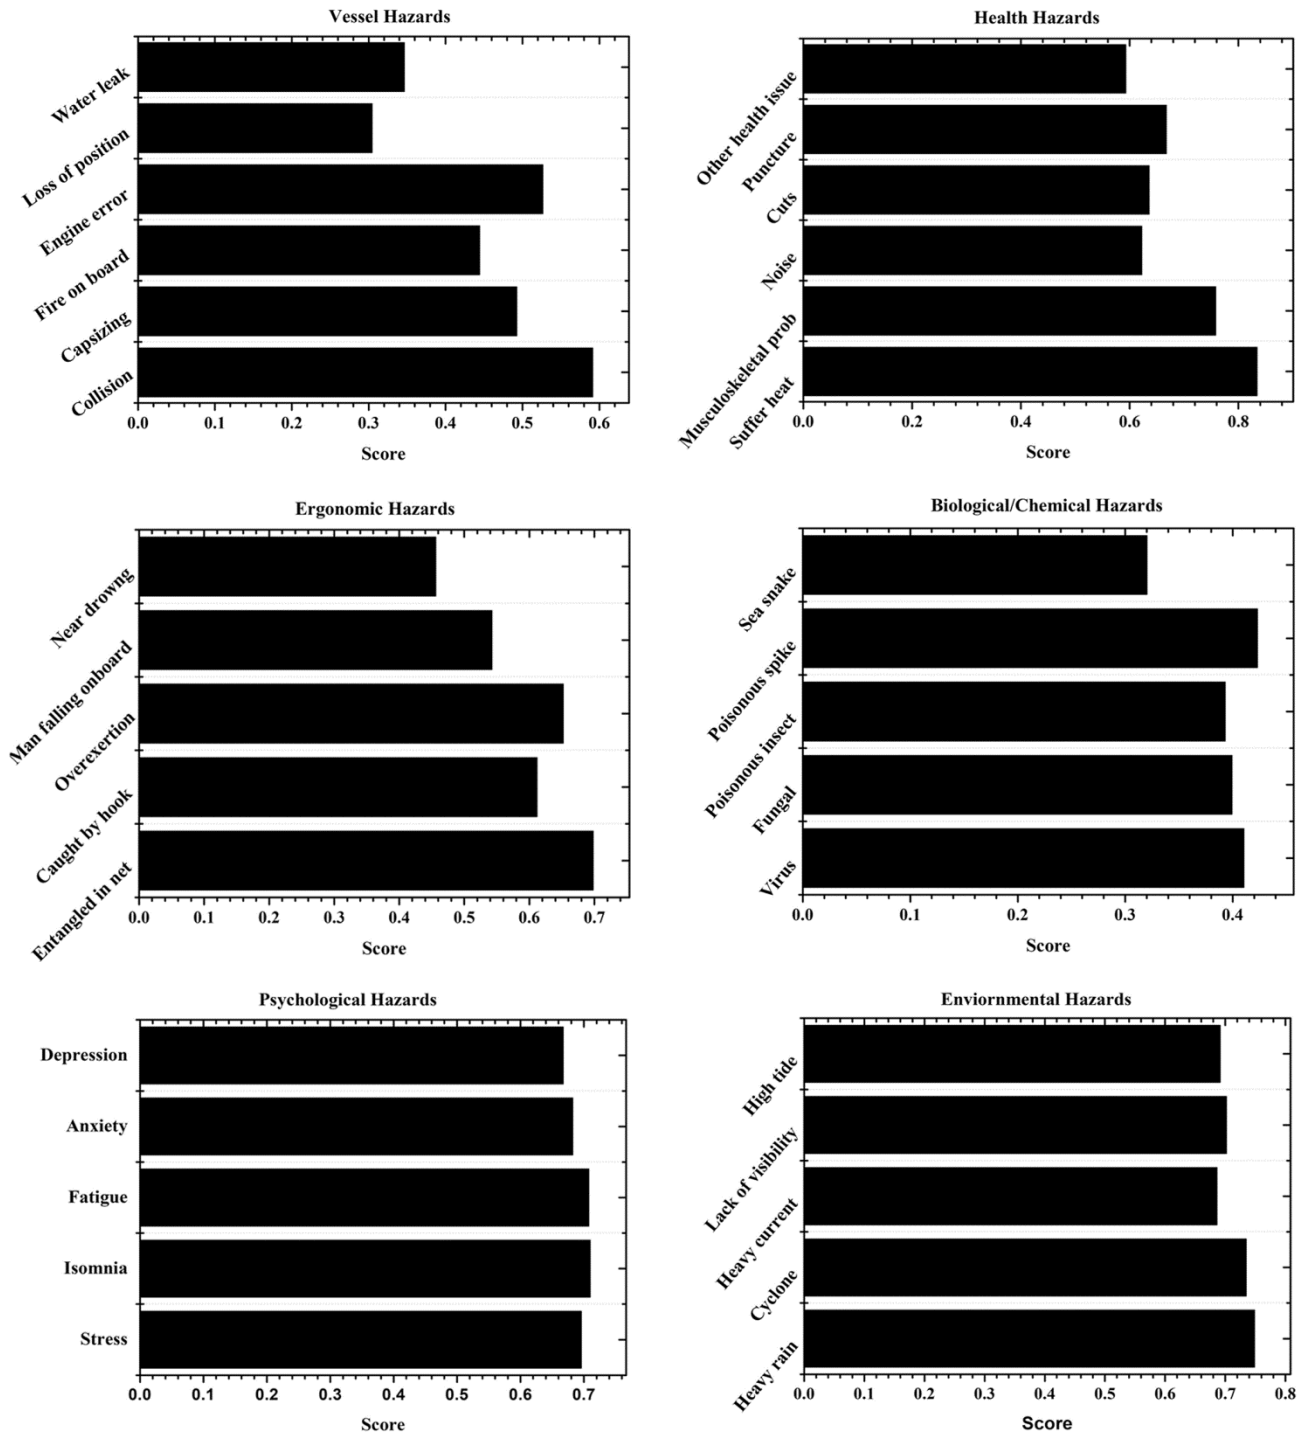 Vessel Hazards
Water leak
Loss of position
Engine error
Fire on board
Capsizing
Collision
0.0 0.1 0.2 0.3 0.4 0.5 0.6
Score
Health Hazards
Other health issue
Puncture
Cuts
Noise
Musculoskeletal prob
Suffer heat
0.0 0.2 0.4 0.6 0.8
Score
Ergonomic Hazards
Near drowng
Man falling onboard
Overexertion
Caught by hook
Entangled in net
0.0 0.1 0.2 0.3 0.4 0.5 0.6 0.7
Score
Biological/Chemical Hazards
Sea snake
Poisonous spike
Poisonous insect
Fungal
Virus
0.0 0.1 0.2 0.3 0.4
Score
Psychological Hazards
Depression
Anxiety
Fatigue
Isomnia
Stress
0.0 0.1 0.2 0.3 0.4 0.5 0.6 0.7
Score
Enviornmental Hazards
High tide
Lack of visibility
Heavy current
Cyclone
Heavy rain
0.0 0.1 0.2 0.3 0.4 0.5 0.6 0.7 0.8
Score